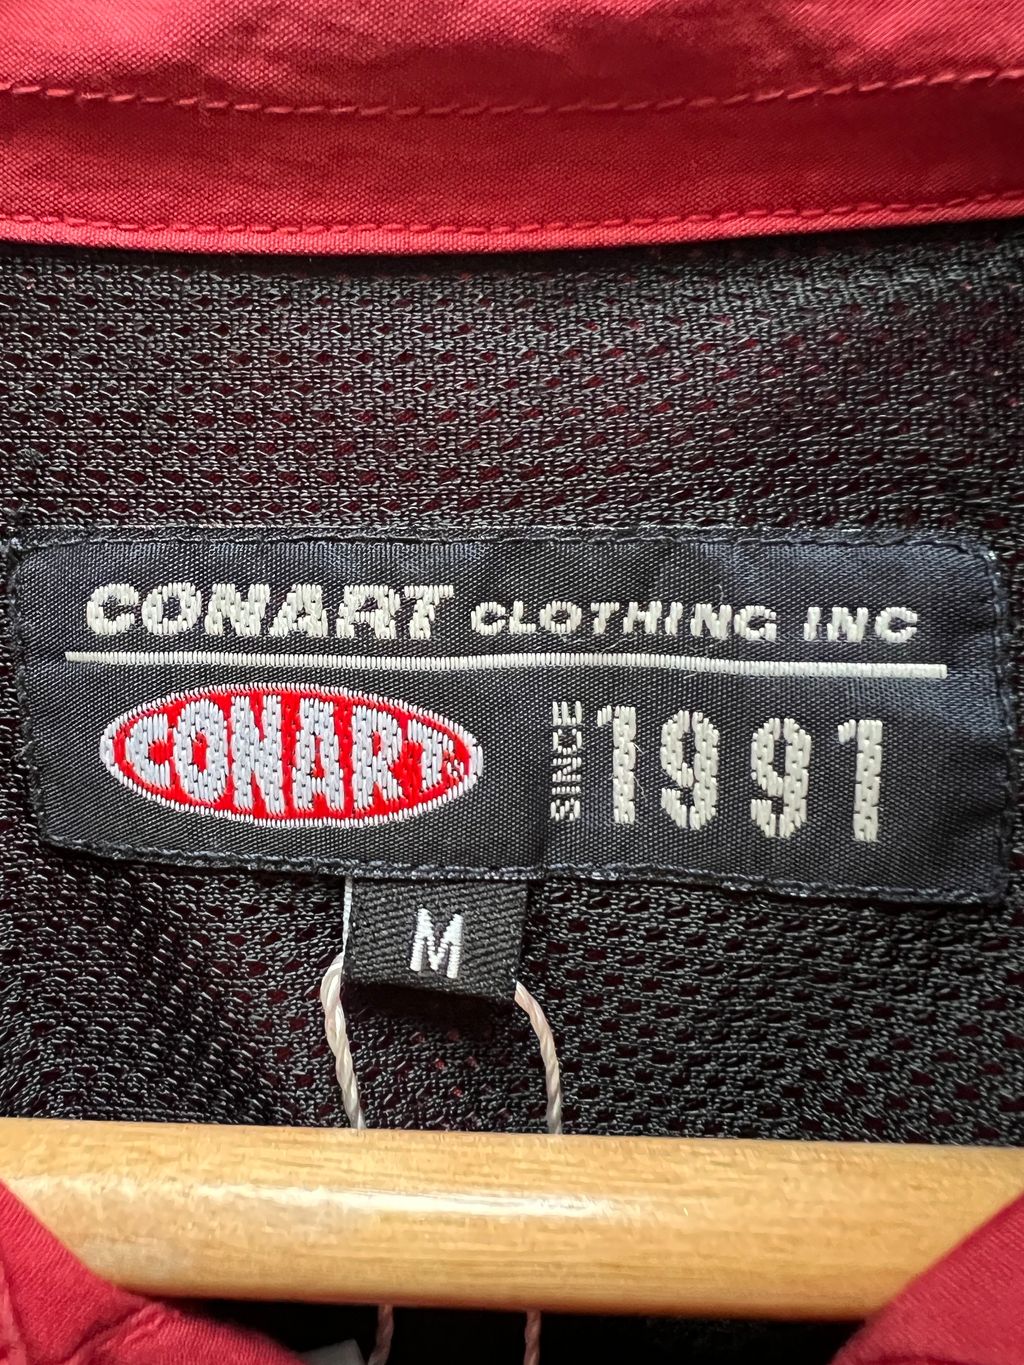 CONART CLOTHING INC
CONART®
SINCE 1991
M